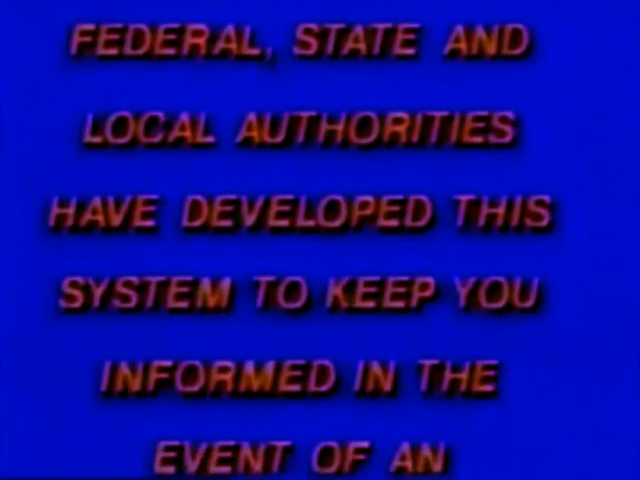 FEDERAL, STATE AND
LOCAL AUTHORITIES
HAVE DEVELOPED THIS
SYSTEM TO KEEP YOU
INFORMED IN THE
EVENT OF AN